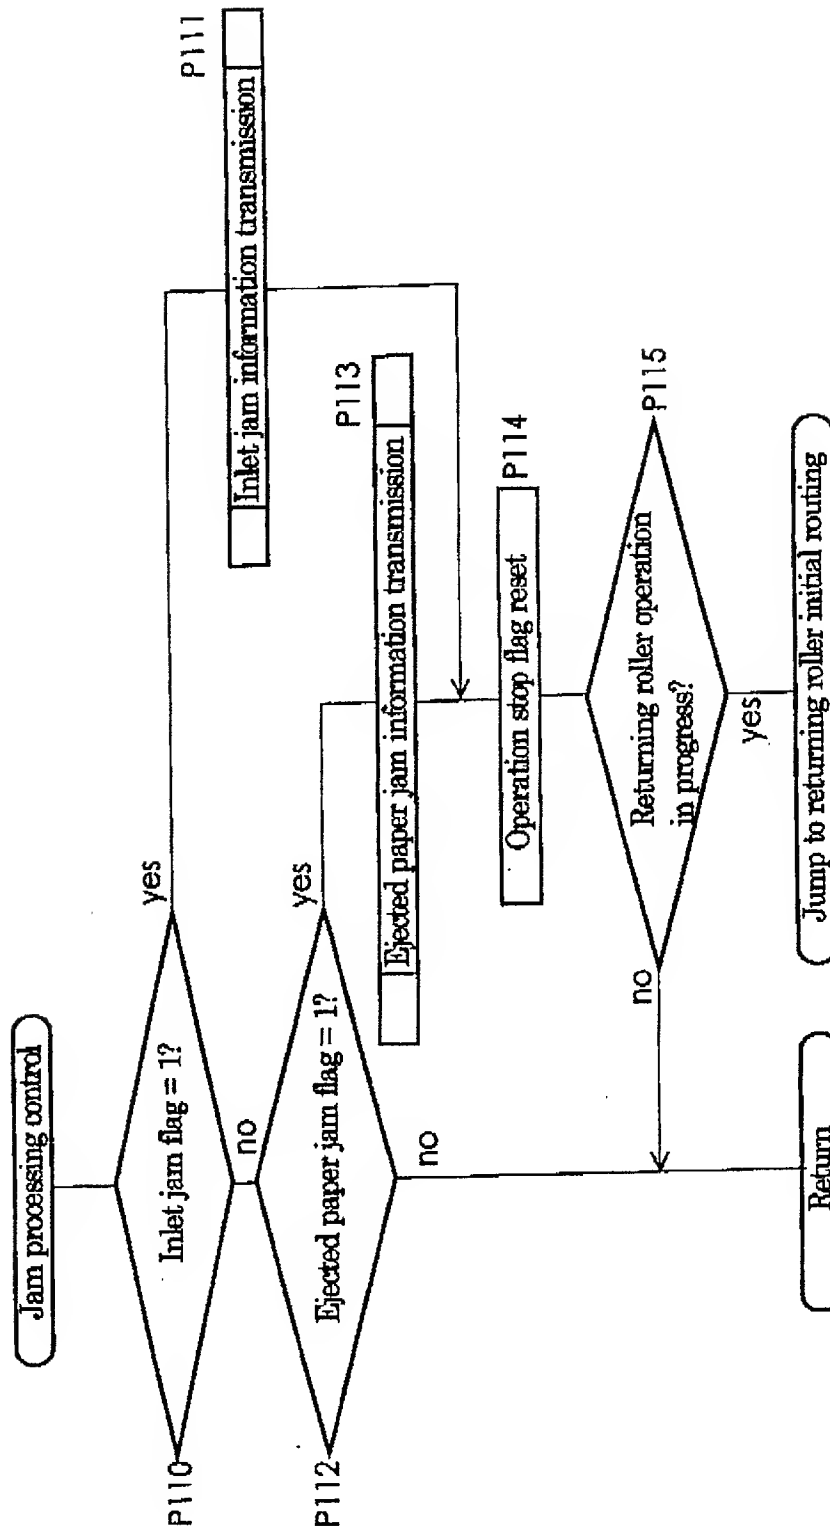 Jam processing control
P110
Inlet jam flag = 1?
yes
P111
Inlet jam information transmission
no
P112
Ejected paper jam flag = 1?
yes
P113
Ejected paper jam information transmission
no
P114
Operation stop flag reset
P115
Returning roller operation
in progress?
no
yes
Return
Jump to returning roller initial routing